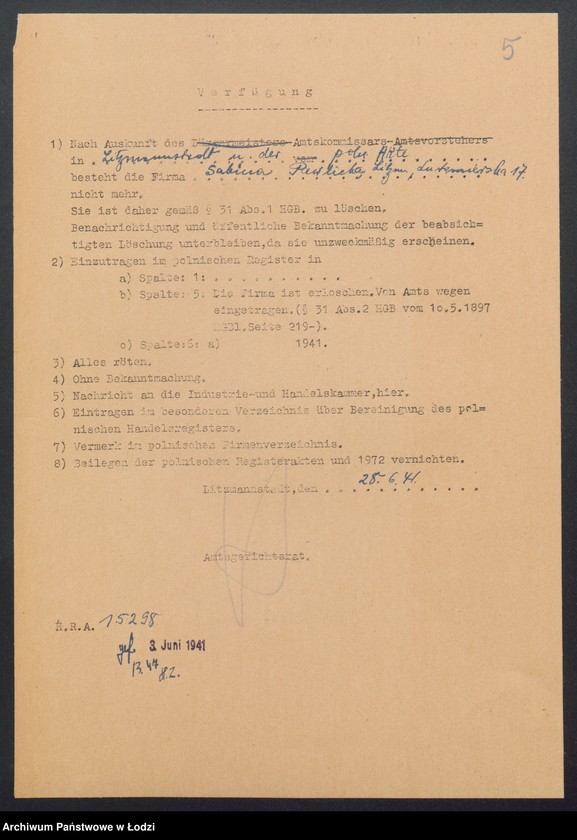 5
Verfügung
1) Nach Auskunft des Bürgermeisters Amtskommissars Amtsvorstehers
in Litzmannstadt u. der poln. Akte
besteht die Firma Sabina Litzm.,
nicht mehr.
Sie ist daher gemäß § 31 Abs.1 HGB. zu löschen.
Benachrichtigung und öffentliche Bekanntmachung der beabsich=
tigten Löschung unterbleiben,da sie unzweckmäßig erscheinen.
2) Einzutragen im polnischen Register in
a) Spalte: 1: . . . . . . . . . . .
b) Spalte: 5: Die Firma ist erloschen.Von Amts wegen
eingetragen.(§ 31 Abs.2 HGB vom 10.5.1897
RGBl.Seite 219-).
c) Spalte:6: a) 1941.
3) Alles röten.
4) Ohne Bekanntmachung.
5) Nachricht an die Industrie-und Handelskammer,hier.
6) Eintragen im besonderen Verzeichnis über Bereinigung des pol=
nischen Handelsregisters.
7) Vermerk im polnischen Firmenverzeichnis.
8) Beilegen der polnischen Registerakten und 1972 vernichten.
Litzmannstadt,den 28.6.41.
Amtsgerichtsrat.
H.R.A. 15298
gef. 3. Juni 1941
Archiwum Państwowe w Łodzi